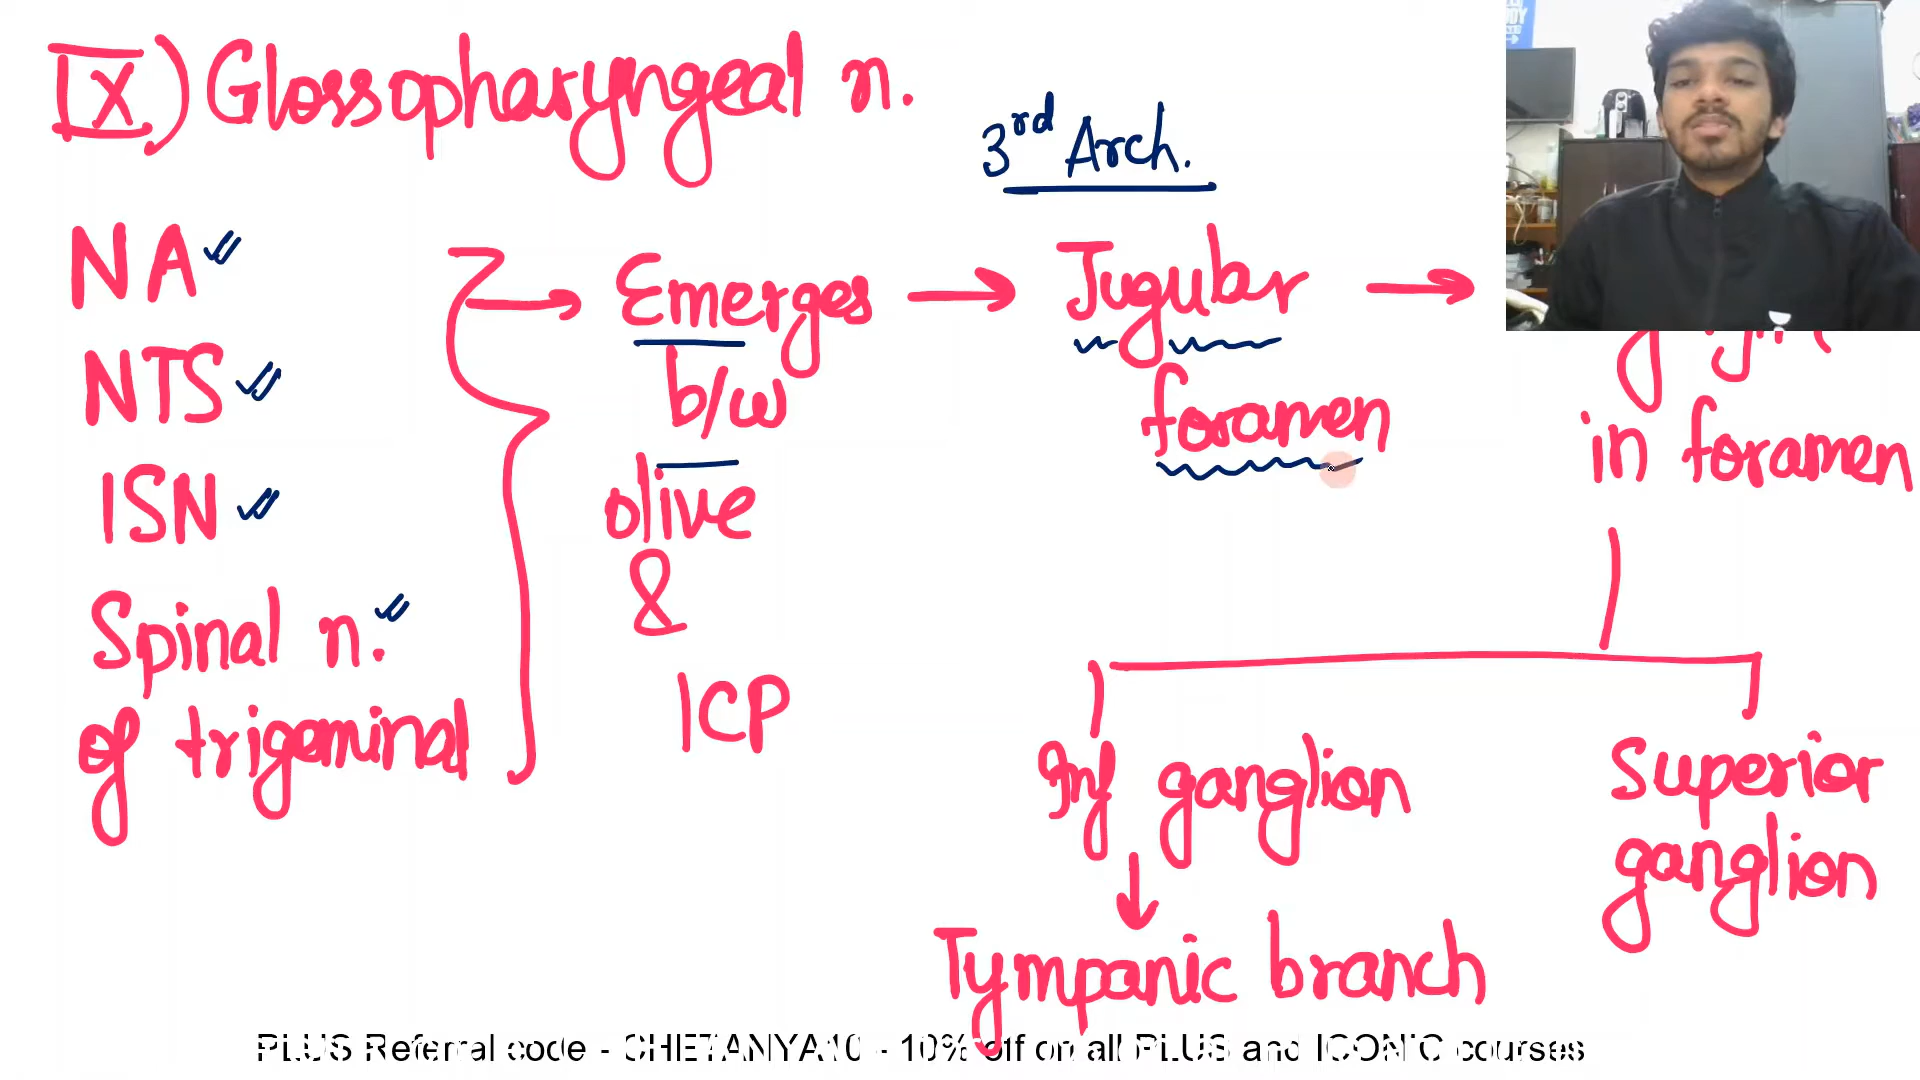 IX) Glossopharyngeal n.
3rd Arch.
NA
NTS
ISN
Spinal n.
of trigeminal
Emerges
b/w
olive
&
ICP
Jugular
foramen
in foramen
Inf ganglion
Superior
ganglion
Tympanic branch
PLUS Referral code - CHETANYA10 - 10% off on all PLUS and ICONIC courses